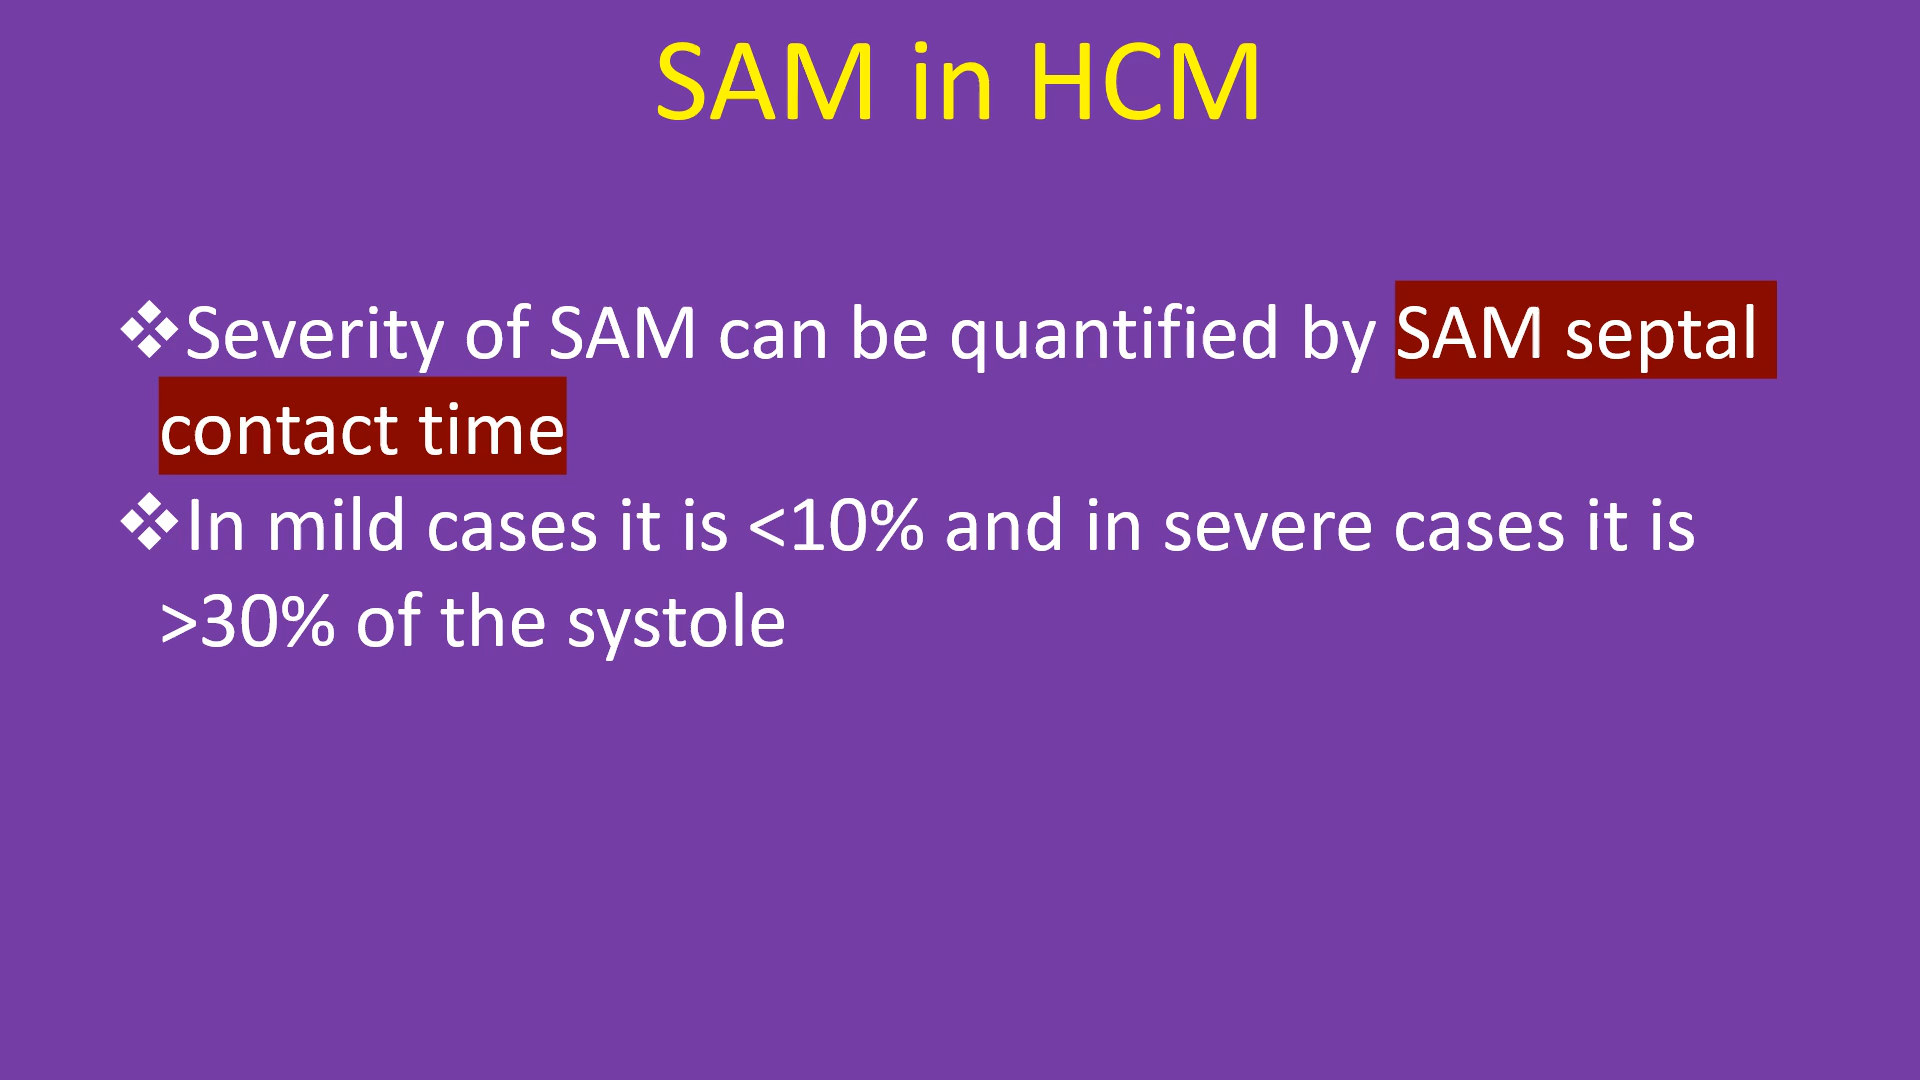 SAM in HCM
❖Severity of SAM can be quantified by SAM septal
contact time
❖In mild cases it is <10% and in severe cases it is
>30% of the systole